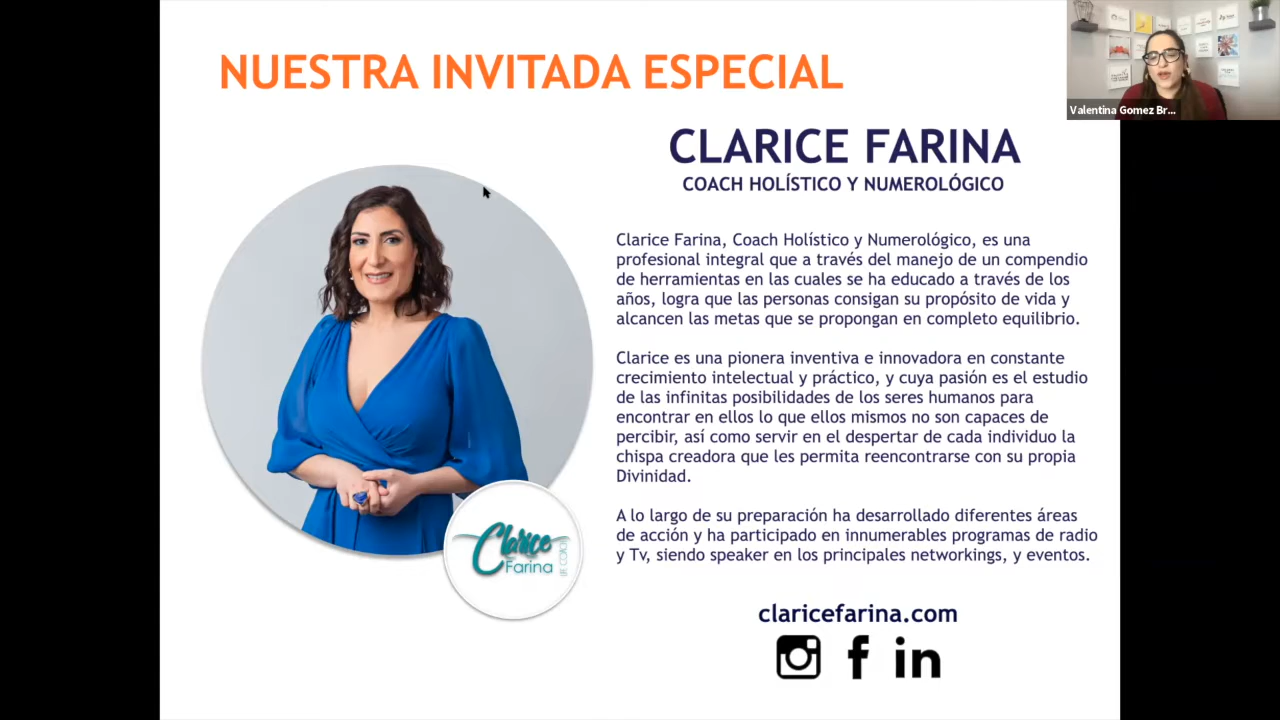 NUESTRA INVITADA ESPECIAL
Valentina Gomez Br...
CLARICE FARINA
COACH HOLÍSTICO Y NUMEROLÓGICO
Clarice Farina, Coach Holístico y Numerológico, es una
profesional integral que a través del manejo de un compendio
de herramientas en las cuales se ha educado a través de los
años, logra que las personas consigan su propósito de vida y
alcancen las metas que se propongan en completo equilibrio.
Clarice es una pionera inventiva e innovadora en constante
crecimiento intelectual y práctico, y cuya pasión es el estudio
de las infinitas posibilidades de los seres humanos para
encontrar en ellos lo que ellos mismos no son capaces de
percibir, así como servir en el despertar de cada individuo la
chispa creadora que les permita reencontrarse con su propia
Divinidad.
A lo largo de su preparación ha desarrollado diferentes áreas
de acción y ha participado en innumerables programas de radio
y Tv, siendo speaker en los principales networkings, y eventos.
Clarice
Farina
LIFE COACH
claricefarina.com